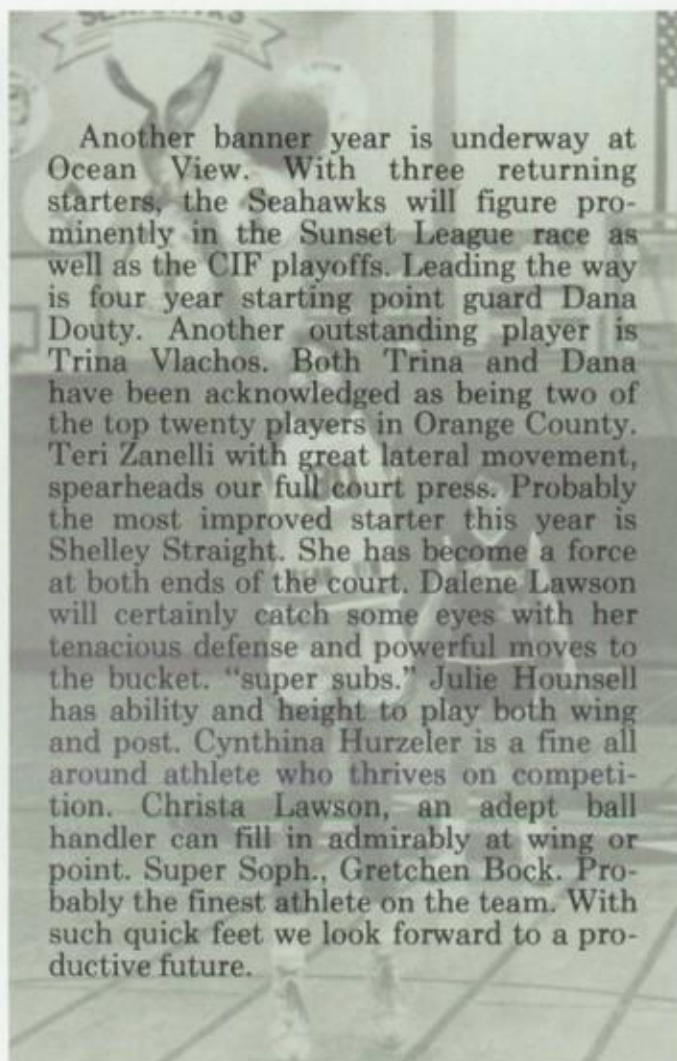 SEAHAWKS
Another banner year is underway at
Ocean View. With three returning
starters, the Seahawks will figure pro-
minently in the Sunset League race as
well as the CIF playoffs. Leading the way
is four year starting point guard Dana
Douty. Another outstanding player is
Trina Vlachos. Both Trina and Dana
have been acknowledged as being two of
the top twenty players in Orange County.
Teri Zanelli with great lateral movement,
spearheads our full court press. Probably
the most improved starter this year is
Shelley Straight. She has become a force
at both ends of the court. Dalene Lawson
will certainly catch some eyes with her
tenacious defense and powerful moves to
the bucket. “super subs.” Julie Hounsell
has ability and height to play both wing
and post. Cynthina Hurzeler is a fine all
around athlete who thrives on competi-
tion. Christa Lawson, an adept ball
handler can fill in admirably at wing or
point. Super Soph., Gretchen Bock. Pro-
bably the finest athlete on the team. With
such quick feet we look forward to a pro-
ductive future.